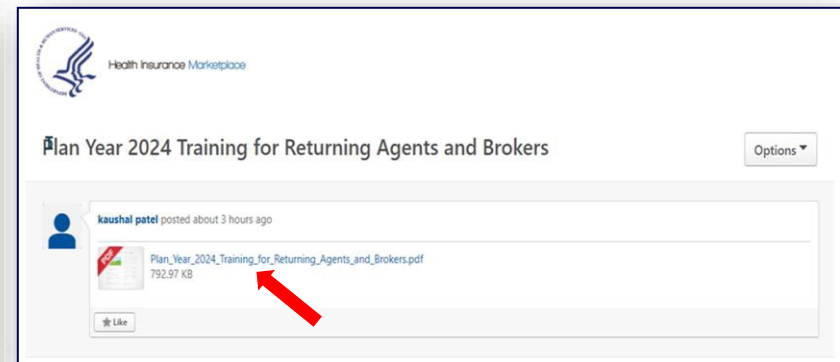 Health Insurance Marketplace
Plan Year 2024 Training for Returning Agents and Brokers
Options
kaushal patel posted about 3 hours ago
PDF
Plan_Year_2024_Training_for_Returning_Agents_and_Brokers.pdf
792.97 KB
Like